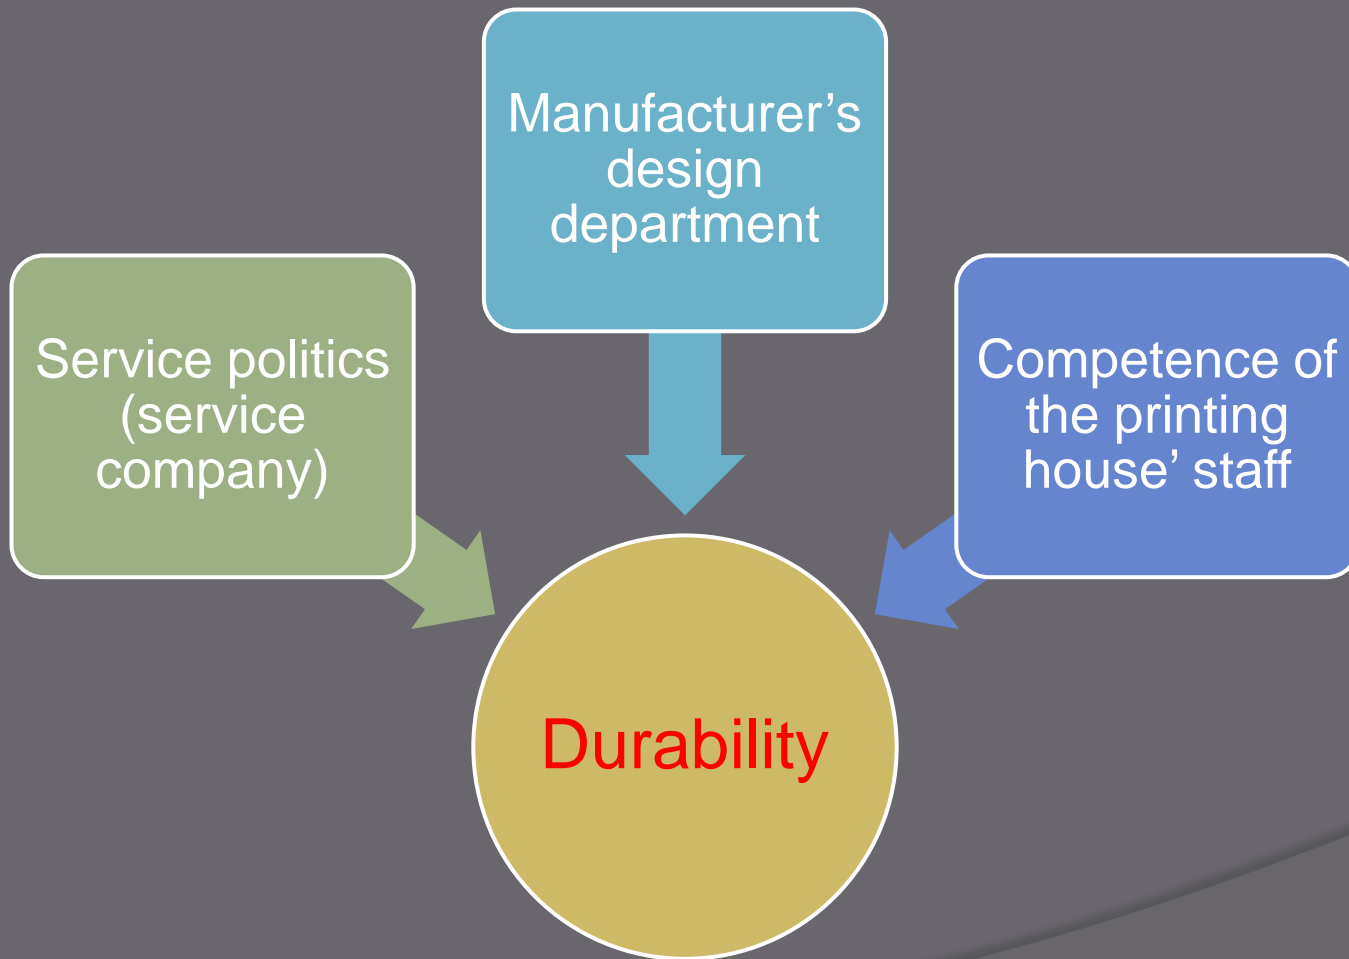 Manufacturer’s
design
department
Service politics
(service
company)
Competence of
the printing
house’ staff
Durability